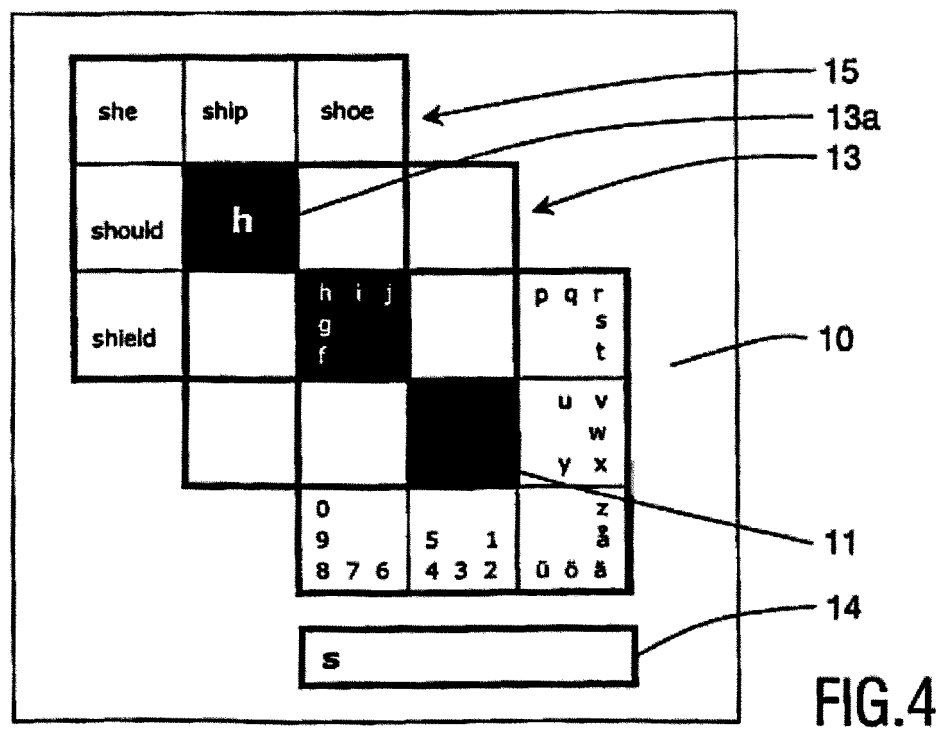 she ship shoe 15
13a
13
should h
h i j p q r
g s
f t
shield 10
u v
w
y x
0 z
9 5 1 å
8 7 6 4 3 2 ü ö ä
11
14
s
FIG.4